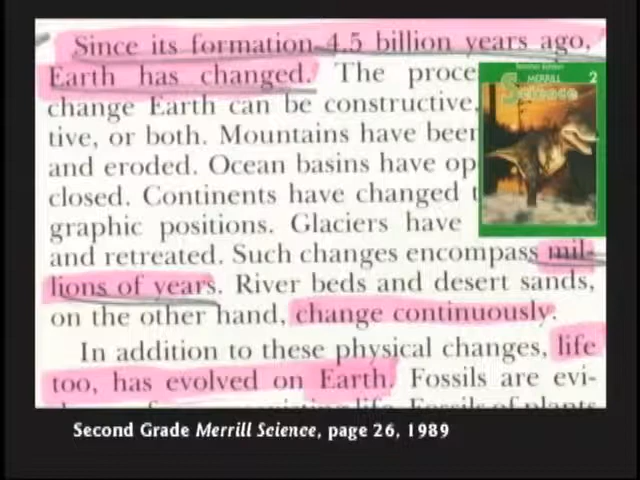 Since its formation 4.5 billion years ago,
Earth has changed. The proce
change Earth can be constructive,
tive, or both. Mountains have been
and eroded. Ocean basins have op
closed. Continents have changed t
graphic positions. Glaciers have
and retreated. Such changes encompass mil-
lions of years. River beds and desert sands,
on the other hand, change continuously.
In addition to these physical changes, life
too, has evolved on Earth. Fossils are evi-
MERRILL 2
Science
Second Grade Merrill Science, page 26, 1989